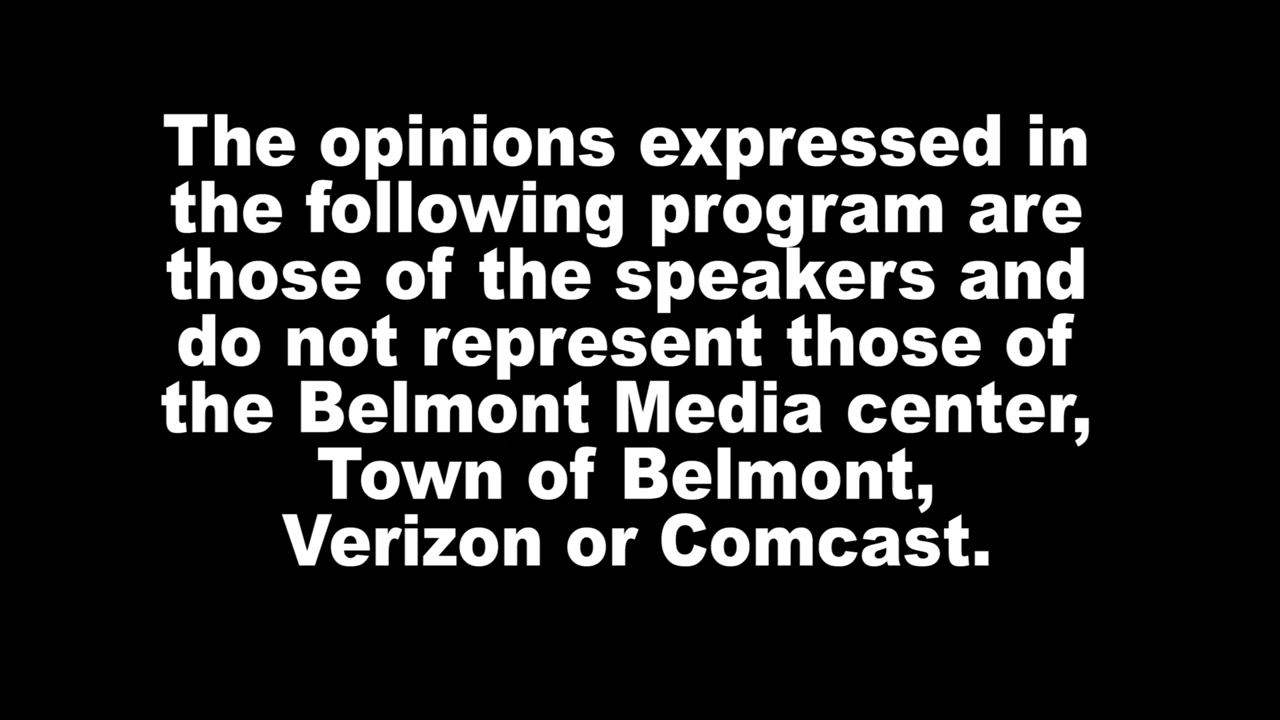 The opinions expressed in
the following program are
those of the speakers and
do not represent those of
the Belmont Media center,
Town of Belmont,
Verizon or Comcast.